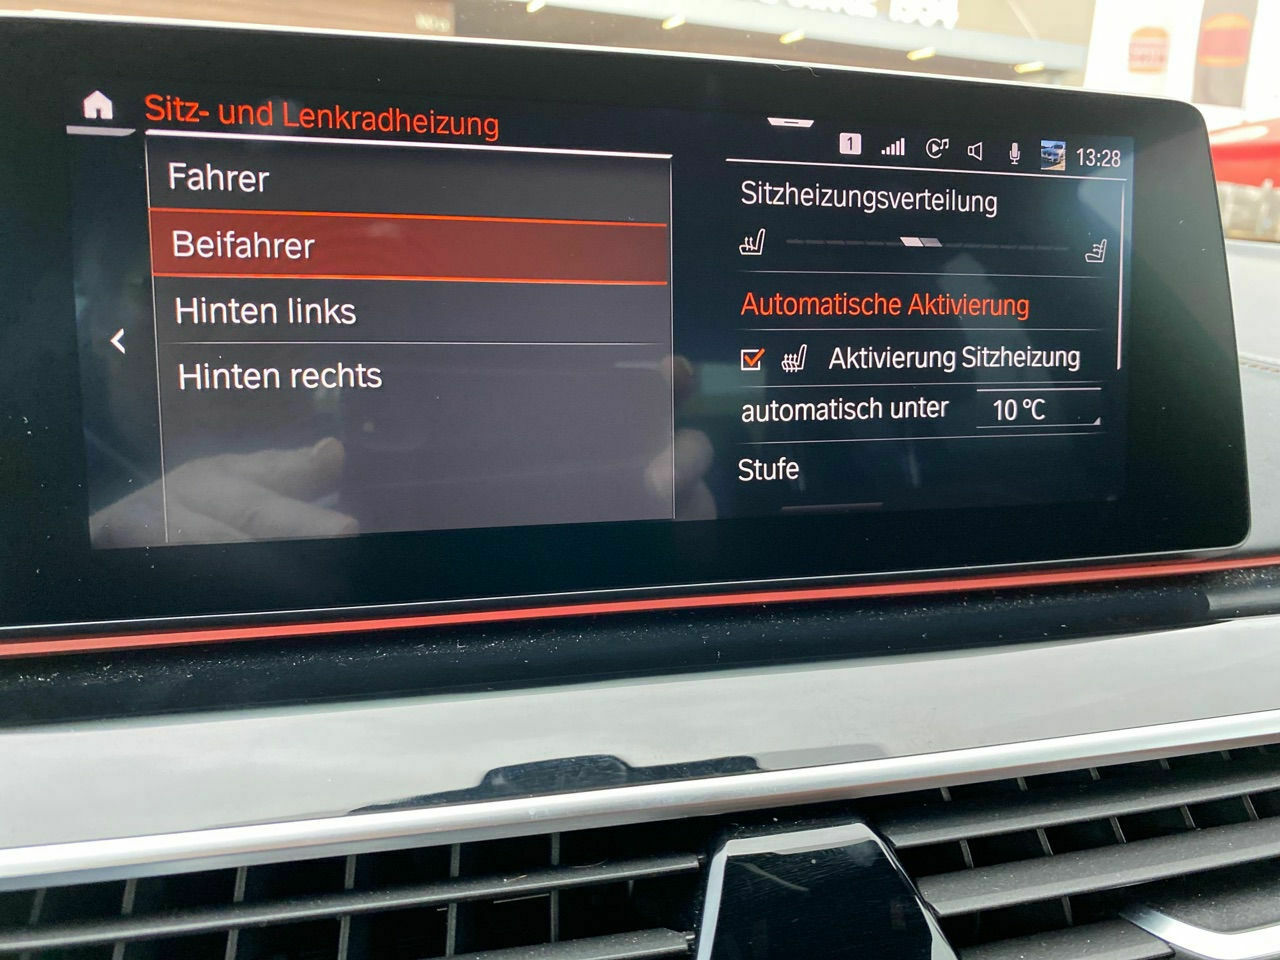 Sitz- und Lenkradheizung
Fahrer
Beifahrer
Hinten links
Hinten rechts
1
13:28
Sitzheizungsverteilung
Automatische Aktivierung
Aktivierung Sitzheizung
automatisch unter 10 °C
Stufe